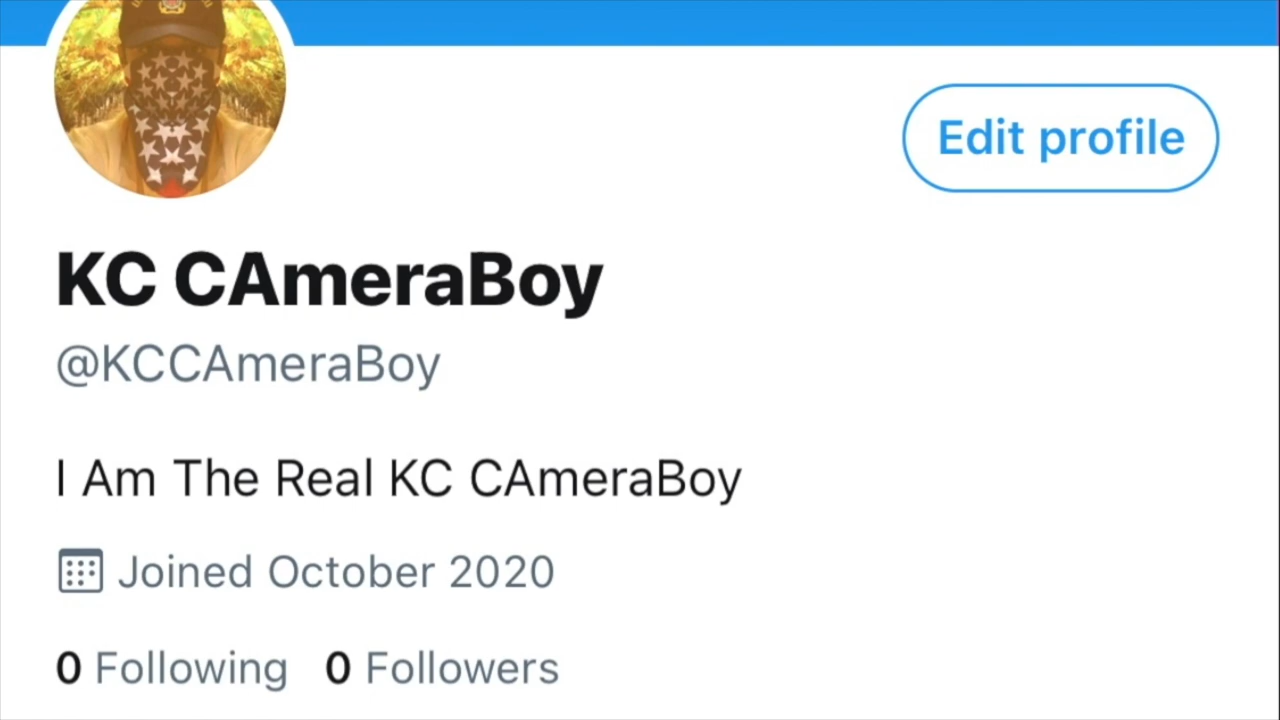 Edit profile
KC CAmeraBoy
@KCCAmeraBoy
I Am The Real KC CAmeraBoy
Joined October 2020
0 Following 0 Followers